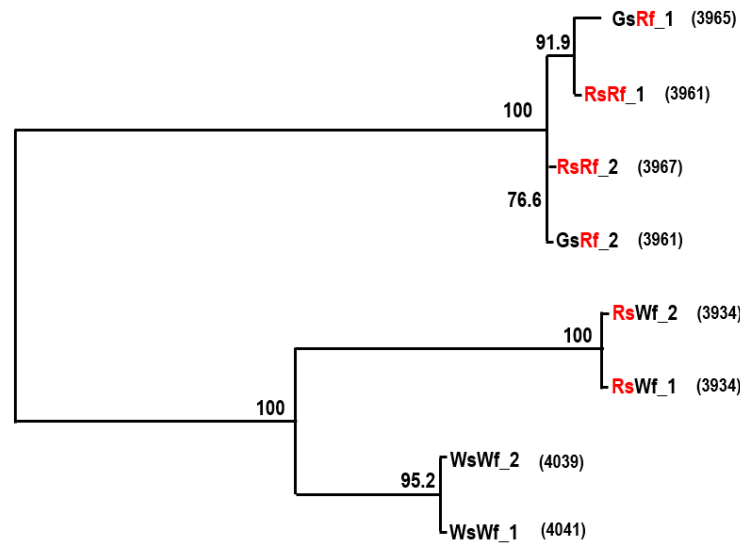 GsRf_1 (3965)
91.9
RsRf_1 (3961)
100
RsRf_2 (3967)
76.6
GsRf_2 (3961)
RsWf_2 (3934)
100
RsWf_1 (3934)
100
WsWf_2 (4039)
95.2
WsWf_1 (4041)